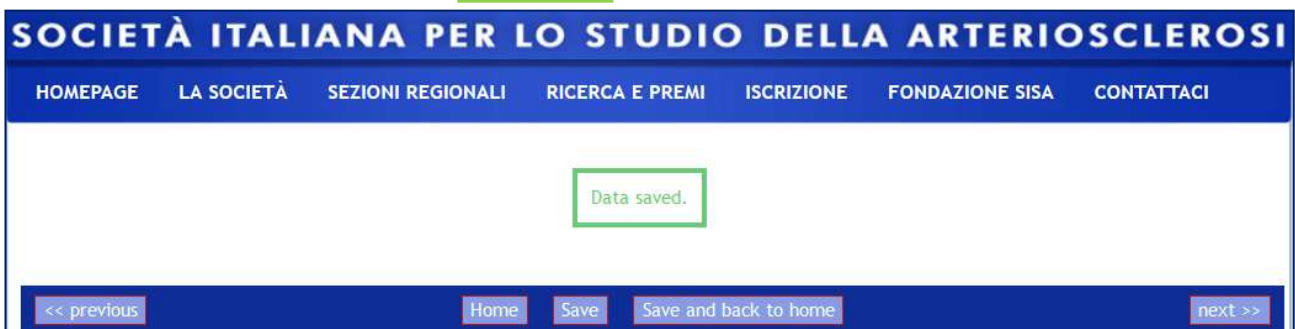 SOCIETÀ ITALIANA PER LO STUDIO DELLA ARTERIOSCLEROSI
HOMEPAGE LA SOCIETÀ SEZIONI REGIONALI RICERCA E PREMI ISCRIZIONE FONDAZIONE SISA CONTATTACI
Data saved.
<< previous Home Save Save and back to home next >>